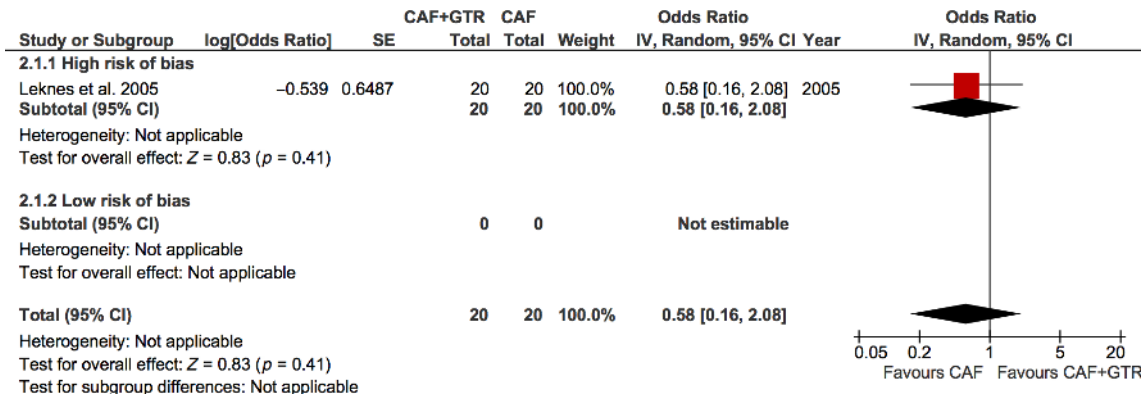 CAF+GTR CAF Odds Ratio Odds Ratio
Study or Subgroup log[Odds Ratio] SE Total Total Weight IV, Random, 95% CI Year IV, Random, 95% CI
2.1.1 High risk of bias
Leknes et al. 2005 −0.539 0.6487 20 20 100.0% 0.58 [0.16, 2.08] 2005
Subtotal (95% CI) 20 20 100.0% 0.58 [0.16, 2.08]
Heterogeneity: Not applicable
Test for overall effect: Z = 0.83 (p = 0.41)
2.1.2 Low risk of bias
Subtotal (95% CI) 0 0 Not estimable
Heterogeneity: Not applicable
Test for overall effect: Not applicable
Total (95% CI) 20 20 100.0% 0.58 [0.16, 2.08]
Heterogeneity: Not applicable
Test for overall effect: Z = 0.83 (p = 0.41)
Test for subgroup differences: Not applicable
0.05 0.2 1 5 20
Favours CAF Favours CAF+GTR